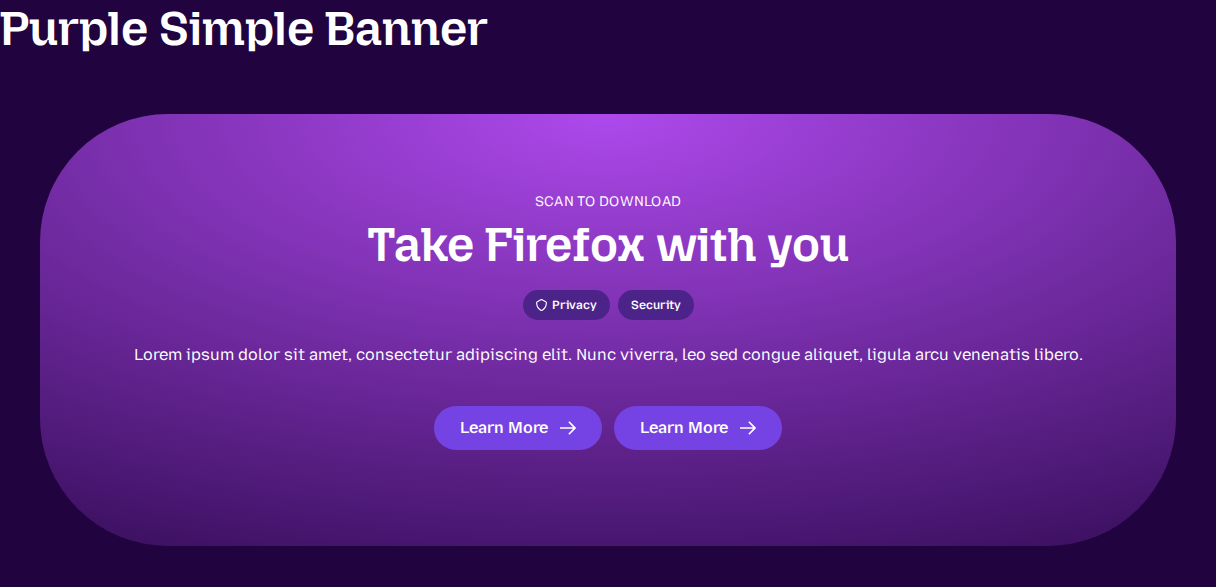 Purple Simple Banner
SCAN TO DOWNLOAD
Take Firefox with you
Privacy Security
Lorem ipsum dolor sit amet, consectetur adipiscing elit. Nunc viverra, leo sed congue aliquet, ligula arcu venenatis libero.
Learn More Learn More